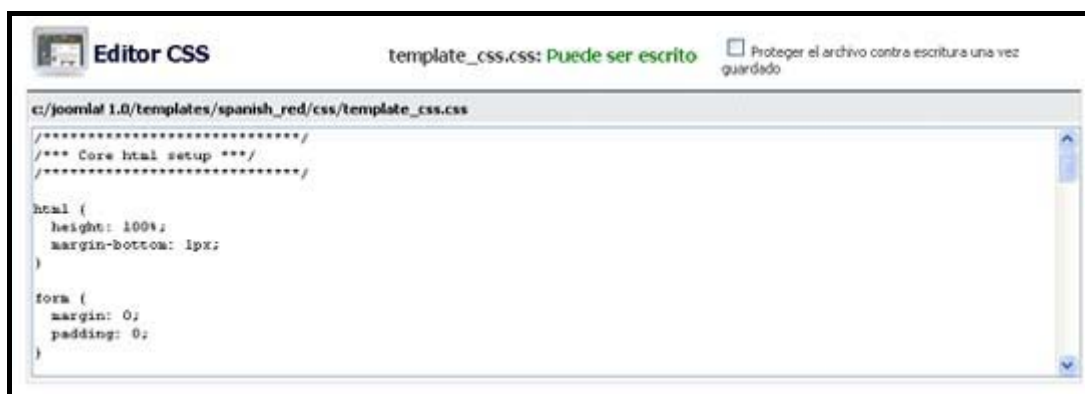 Editor CSS
template_css.css: Puede ser escrito
Proteger el archivo contra escritura una vez
guardado
c:/joomla! 1.0/templates/spanish_red/css/template_css.css
/*****************************/
/*** Core html setup ***/
/*****************************/
html {
height: 100%;
margin-bottom: 1px;
}
form {
margin: 0;
padding: 0;
}